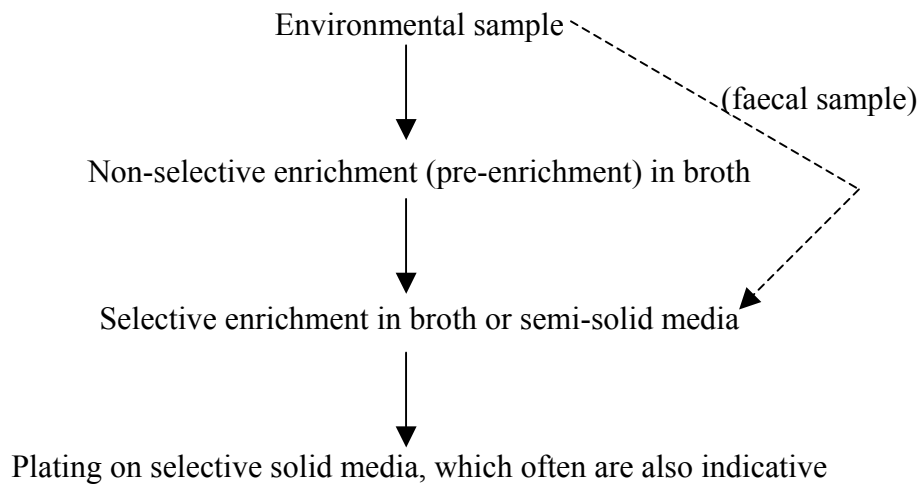 Environmental sample
(faecal sample)
Non-selective enrichment (pre-enrichment) in broth
Selective enrichment in broth or semi-solid media
Plating on selective solid media, which often are also indicative